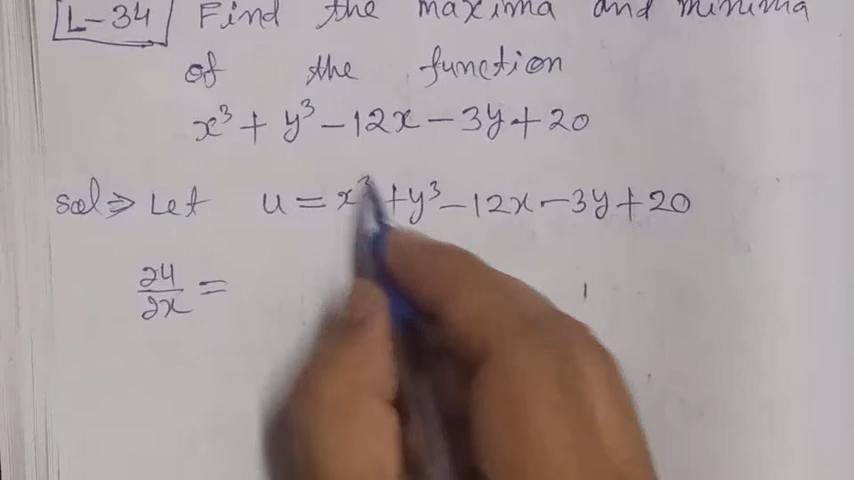 L-34 Find the maxima and minima
of the function
x³ + y³ - 12x - 3y + 20
sol ⇒ Let u = x³ + y³ - 12x - 3y + 20
∂u/∂x =